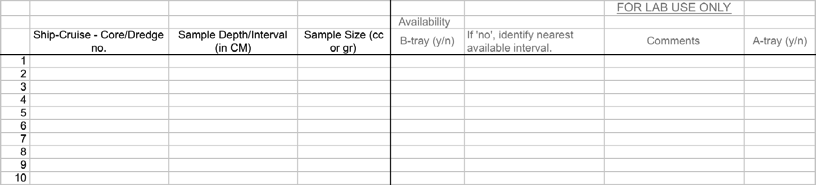 FOR LAB USE ONLY
Availability
Ship-Cruise - Core/Dredge no.
Sample Depth/Interval (in CM)
Sample Size (cc or gr)
B-tray (y/n)
If 'no', identify nearest available interval.
Comments
A-tray (y/n)
1
2
3
4
5
6
7
8
9
10